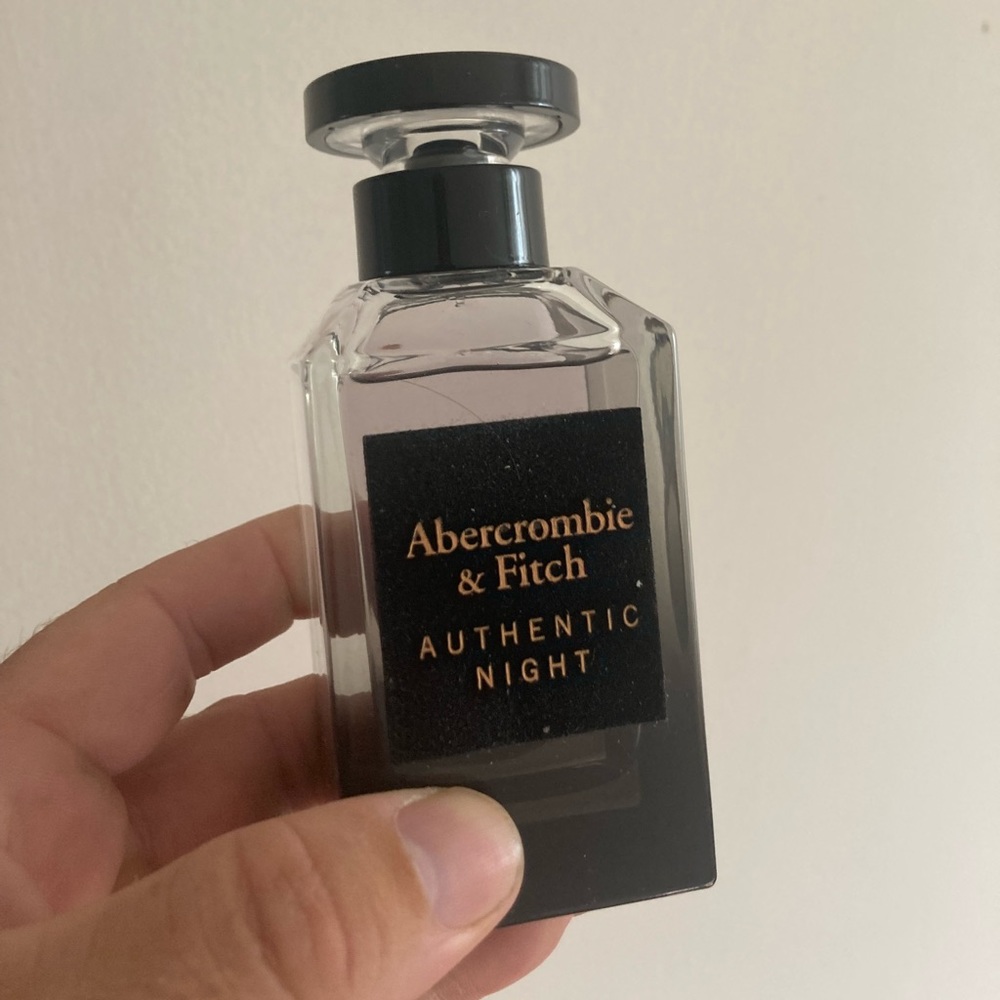 Abercrombie
& Fitch
AUTHENTIC
NIGHT